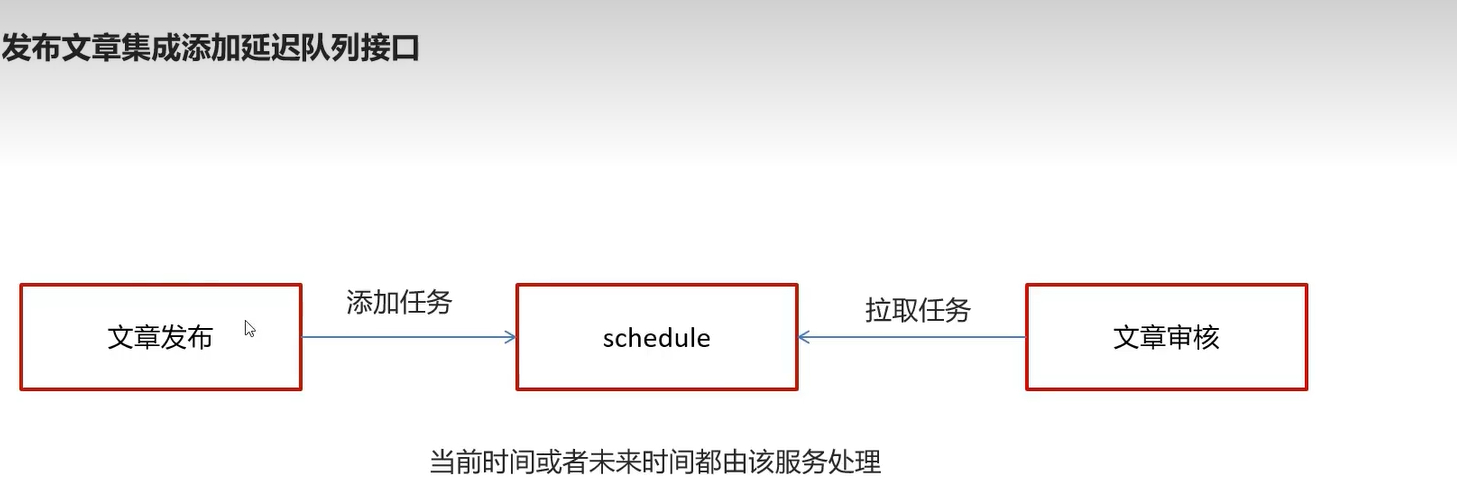 发布文章集成添加延迟队列接口
添加任务
拉取任务
文章发布
schedule
文章审核
当前时间或者未来时间都由该服务处理